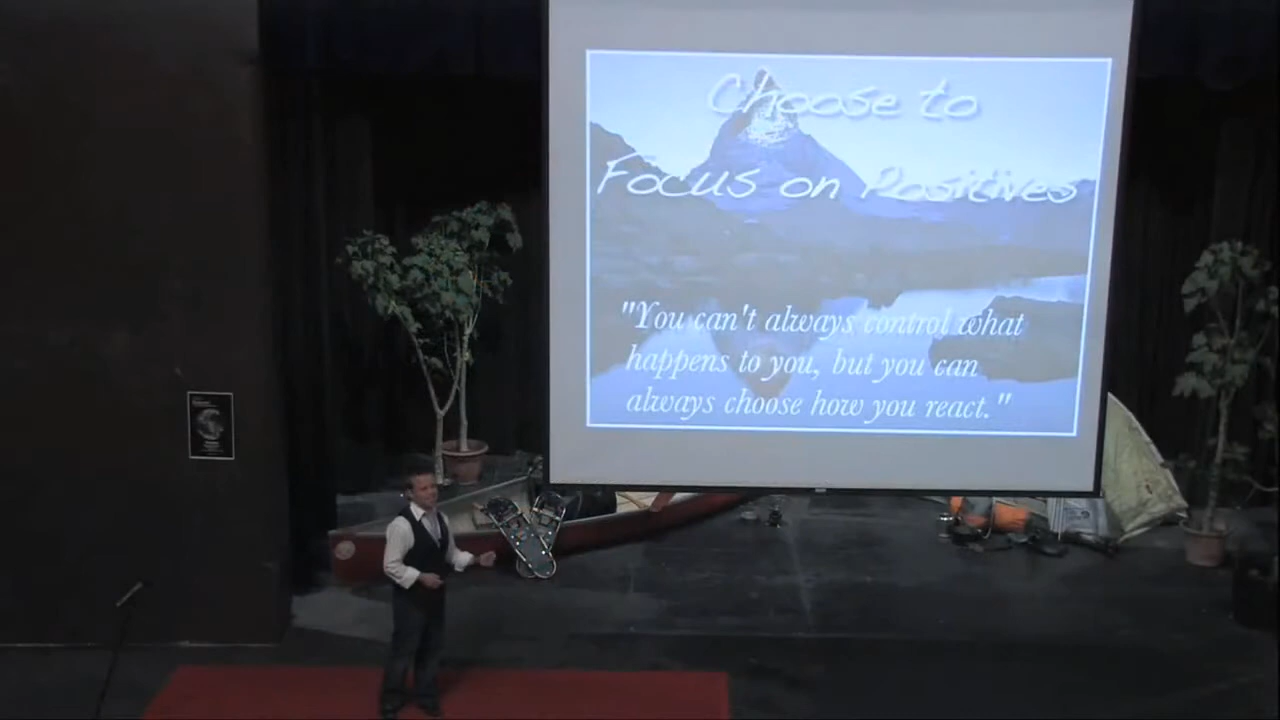 Choose to
Focus on Positives
"You can't always control what
happens to you, but you can
always choose how you react."